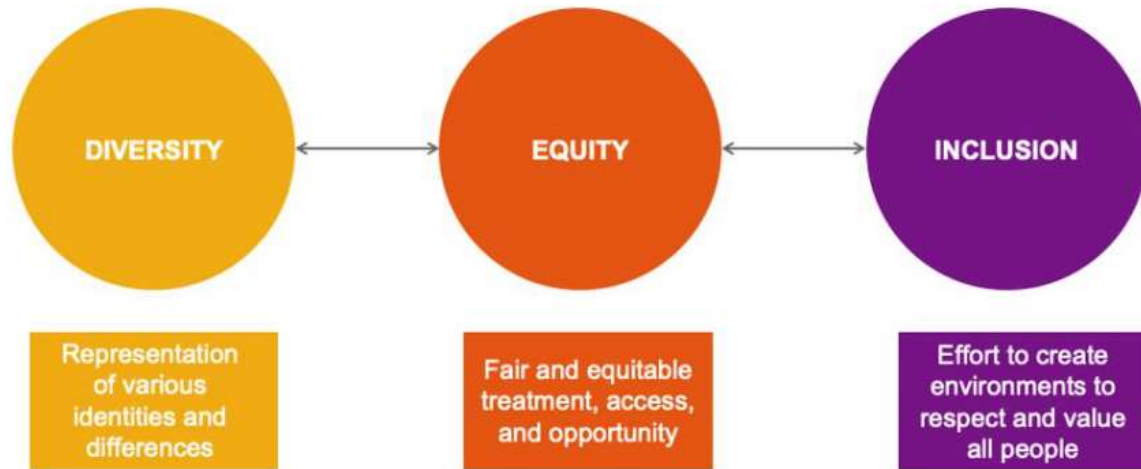 DIVERSITY
EQUITY
INCLUSION
Representation
of various
identities and
differences
Fair and equitable
treatment, access,
and opportunity
Effort to create
environments to
respect and value
all people